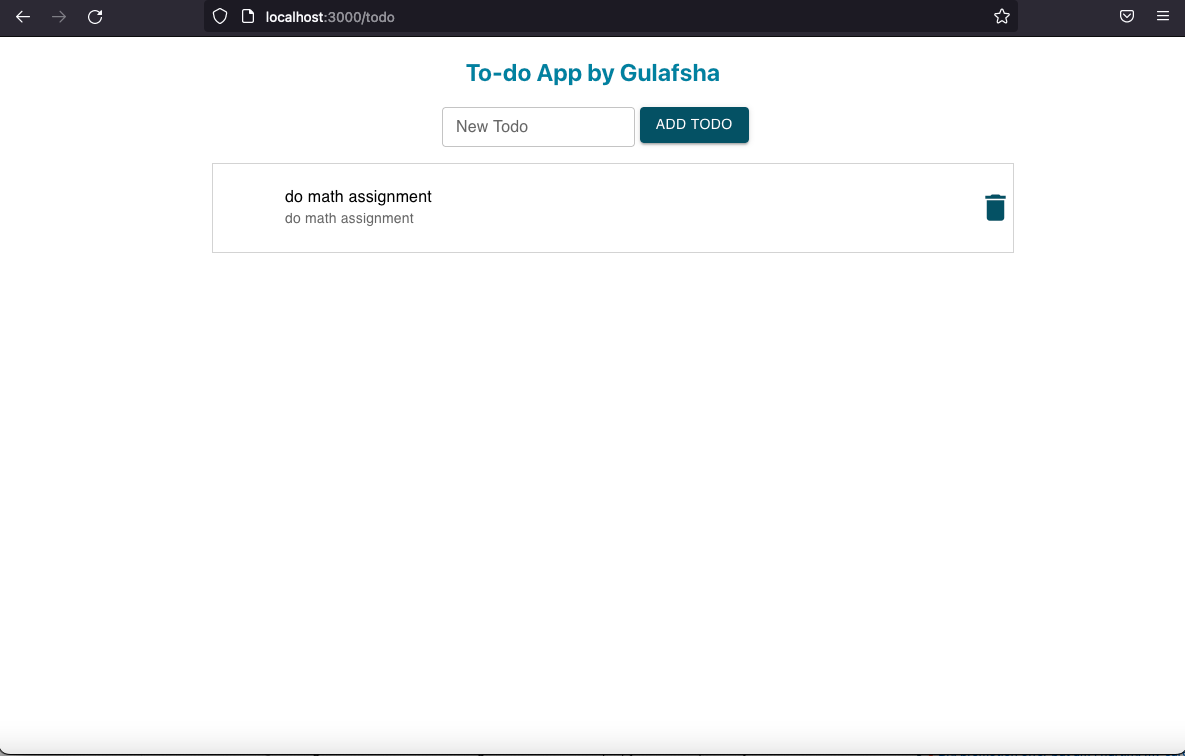 localhost:3000/todo
To-do App by Gulafsha
New Todo
ADD TODO
do math assignment
do math assignment